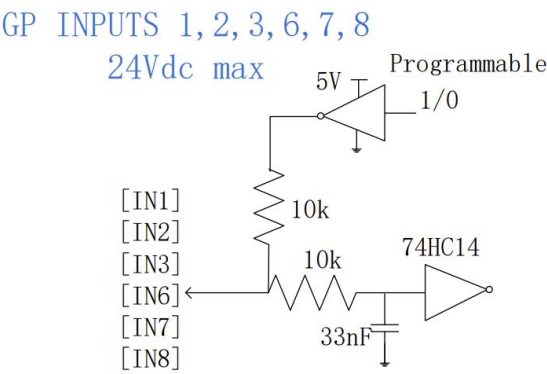 GP INPUTS 1,2,3,6,7,8
24Vdc max
Programmable
5V
1/0
10k
[IN1]
[IN2]
10k
74HC14
[IN3]
[IN6]
[IN7]
33nF
[IN8]